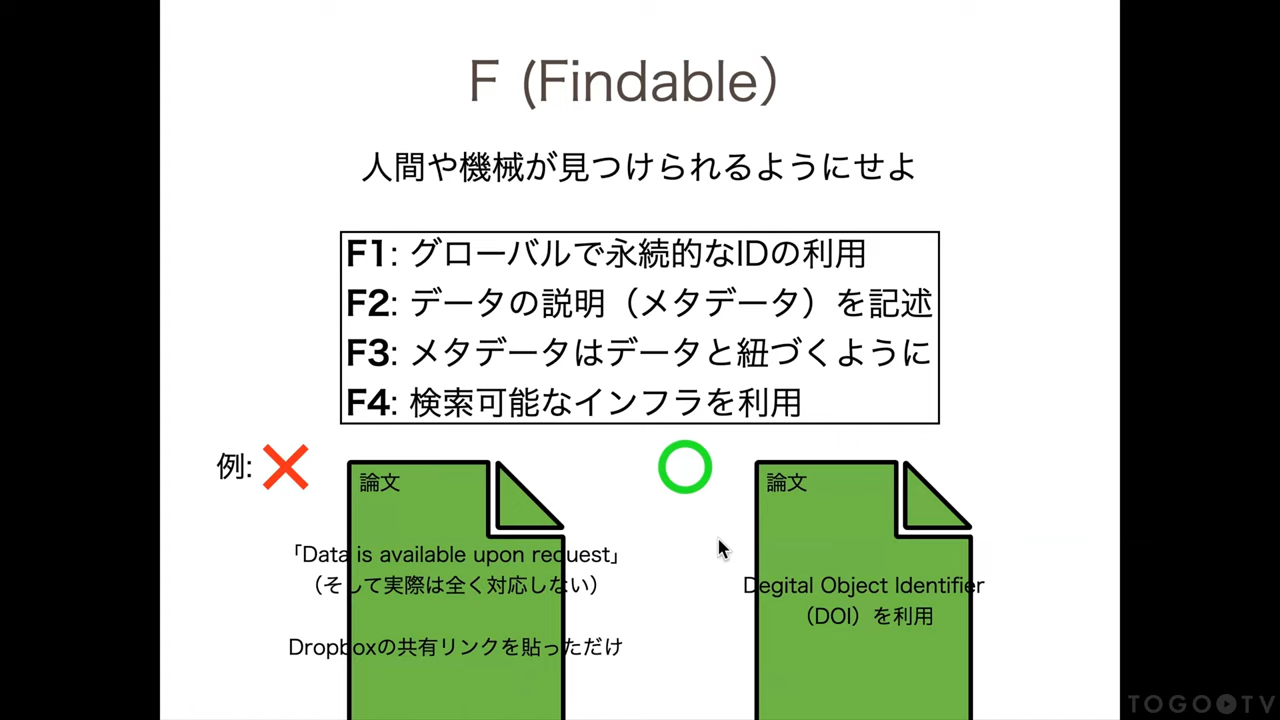 F (Findable）
人間や機械が見つけられるようにせよ
F1: グローバルで永続的なIDの利用
F2: データの説明（メタデータ）を記述
F3: メタデータはデータと紐づくように
F4: 検索可能なインフラを利用
例:
論文
「Data is available upon request」
（そして実際は全く対応しない）
Dropboxの共有リンクを貼っただけ
論文
Degital Object Identifier
（DOI）を利用
TOGO TV